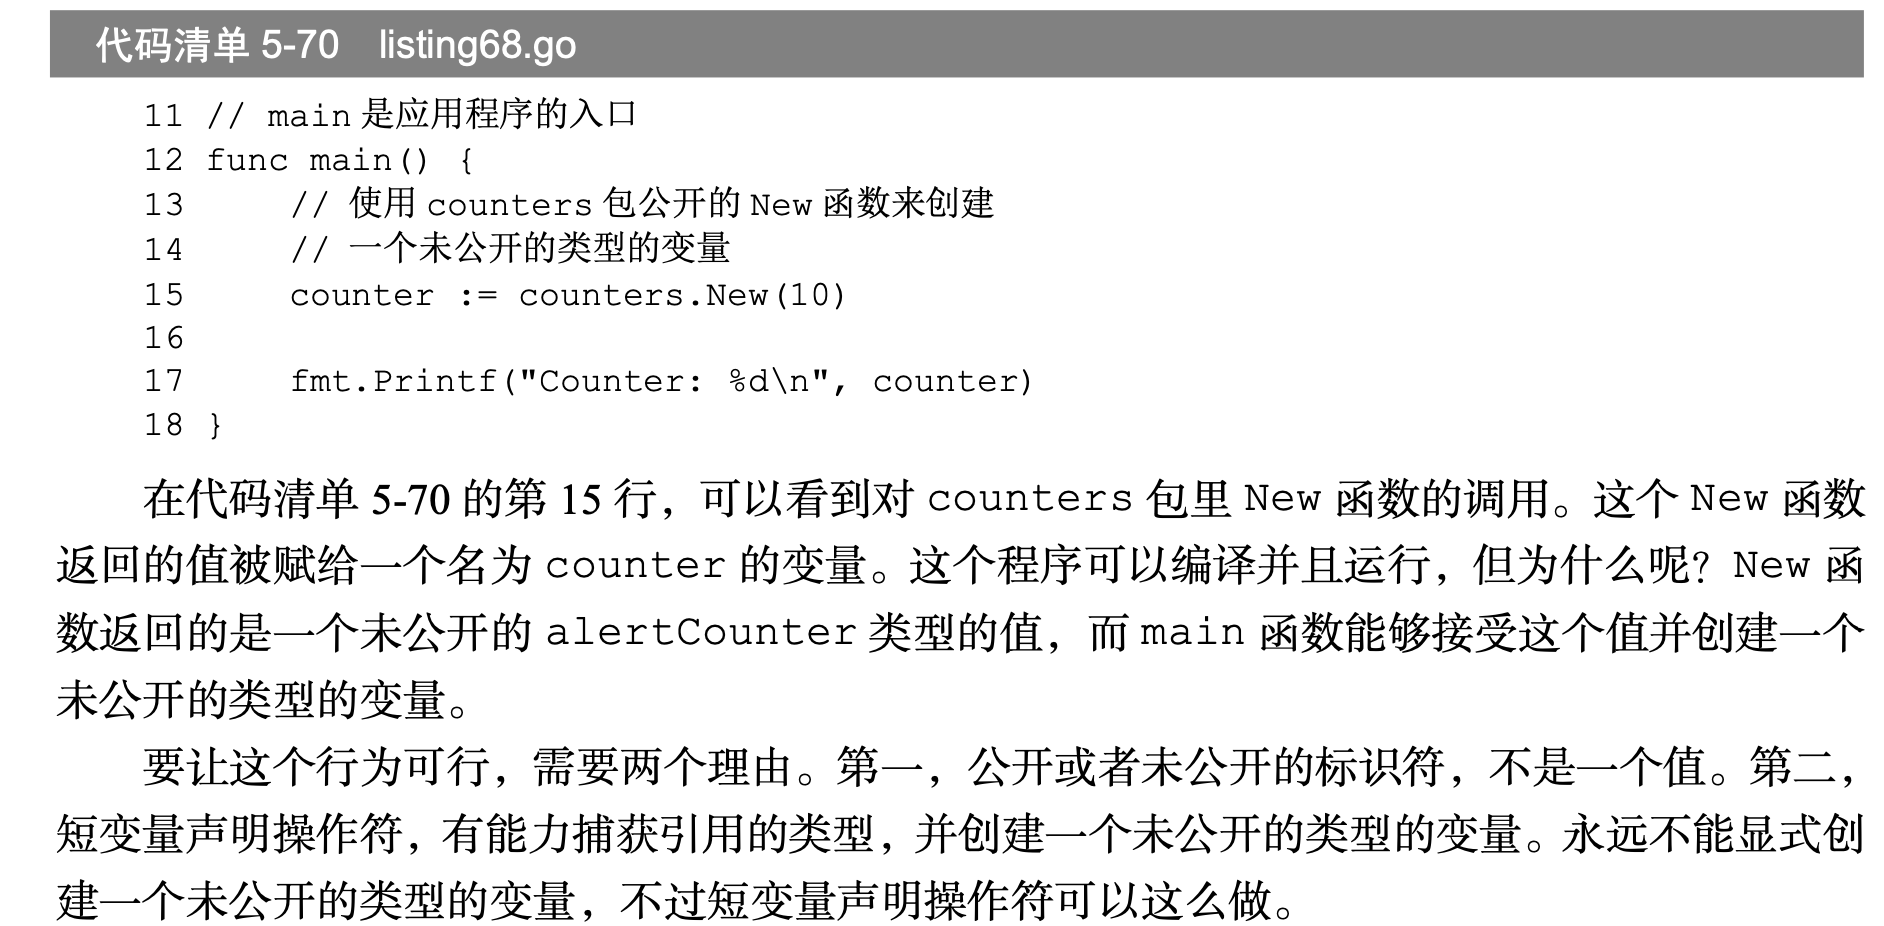 代码清单 5-70 listing68.go
11 // main 是应用程序的入口
12 func main() {
13     // 使用 counters 包公开的 New 函数来创建
14     // 一个未公开的类型的变量
15     counter := counters.New(10)
16
17     fmt.Printf("Counter: %d\n", counter)
18 }
在代码清单 5-70 的第 15 行，可以看到对 counters 包里 New 函数的调用。这个 New 函数
返回的值被赋给一个名为 counter 的变量。这个程序可以编译并且运行，但为什么呢？New 函
数返回的是一个未公开的 alertCounter 类型的值，而 main 函数能够接受这个值并创建一个
未公开的类型的变量。
要让这个行为可行，需要两个理由。第一，公开或者未公开的标识符，不是一个值。第二，
短变量声明操作符，有能力捕获引用的类型，并创建一个未公开的类型的变量。永远不能显式创
建一个未公开的类型的变量，不过短变量声明操作符可以这么做。